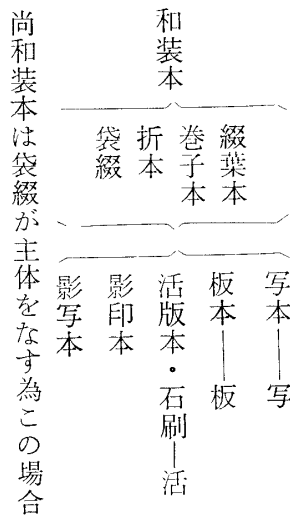 和装本
綴葉本
巻子本
折本
袋綴
写本――写
板本――板
活版本・石刷―活
影印本
影写本
尚和装本は袋綴が主体をなす為この場合